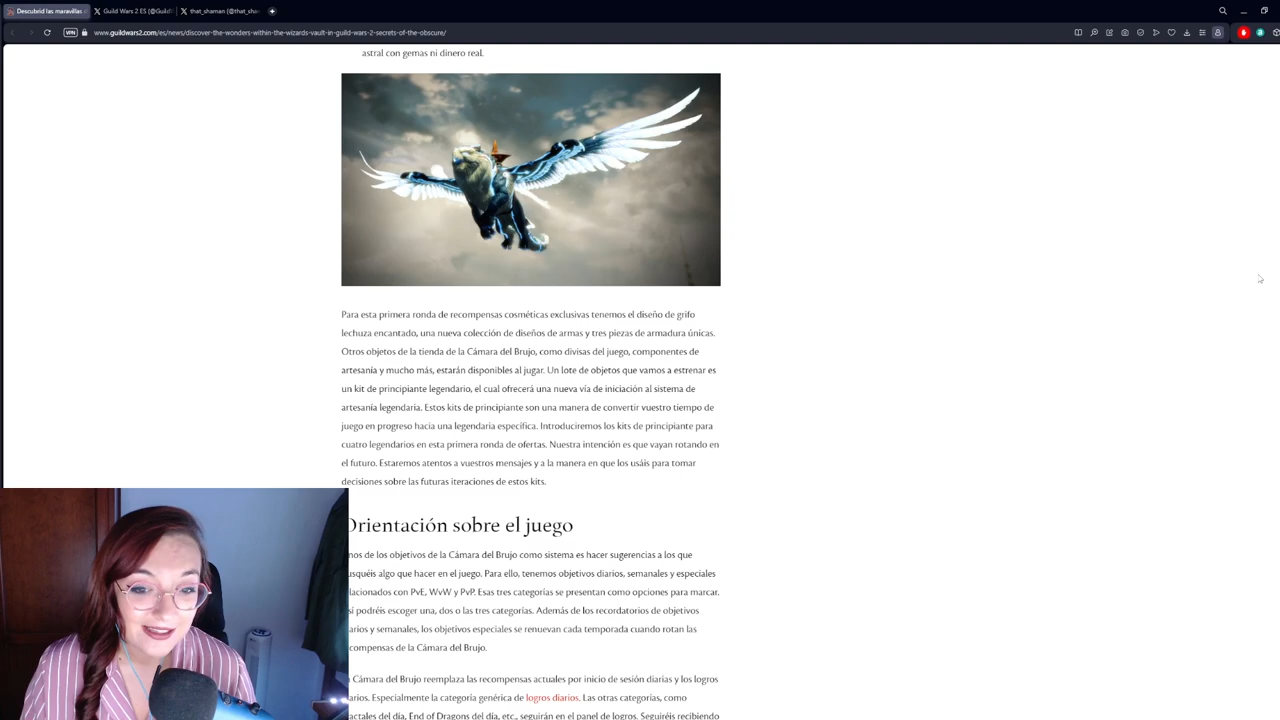 Descubrid las maravillas d
Guild Wars 2 ES (@Guild
that_shaman (@that_sha
VPN
www.guildwars2.com/es/news/discover-the-wonders-within-the-wizards-vault-in-guild-wars-2-secrets-of-the-obscure/
astral con gemas ni dinero real.
Para esta primera ronda de recompensas cosméticas exclusivas tenemos el diseño de grifo
lechuza encantado, una nueva colección de diseños de armas y tres piezas de armadura únicas.
Otros objetos de la tienda de la Cámara del Brujo, como divisas del juego, componentes de
artesanía y mucho más, estarán disponibles al jugar. Un lote de objetos que vamos a estrenar es
un kit de principiante legendario, el cual ofrecerá una nueva vía de iniciación al sistema de
artesanía legendaria. Estos kits de principiante son una manera de convertir vuestro tiempo de
juego en progreso hacia una legendaria específica. Introduciremos los kits de principiante para
cuatro legendarios en esta primera ronda de ofertas. Nuestra intención es que vayan rotando en
el futuro. Estaremos atentos a vuestros mensajes y a la manera en que los usáis para tomar
decisiones sobre las futuras iteraciones de estos kits.
Orientación sobre el juego
nos de los objetivos de la Cámara del Brujo como sistema es hacer sugerencias a los que
usquéis algo que hacer en el juego. Para ello, tenemos objetivos diarios, semanales y especiales
lacionados con PvE, WvW y PvP. Esas tres categorías se presentan como opciones para marcar.
sí podréis escoger una, dos o las tres categorías. Además de los recordatorios de objetivos
arios y semanales, los objetivos especiales se renuevan cada temporada cuando rotan las
compensas de la Cámara del Brujo.
Cámara del Brujo reemplaza las recompensas actuales por inicio de sesión diarias y los logros
arios. Especialmente la categoría genérica de logros diarios. Las otras categorías, como
actales del día, End of Dragons del día, etc., seguirán en el panel de logros. Seguiréis recibiendo